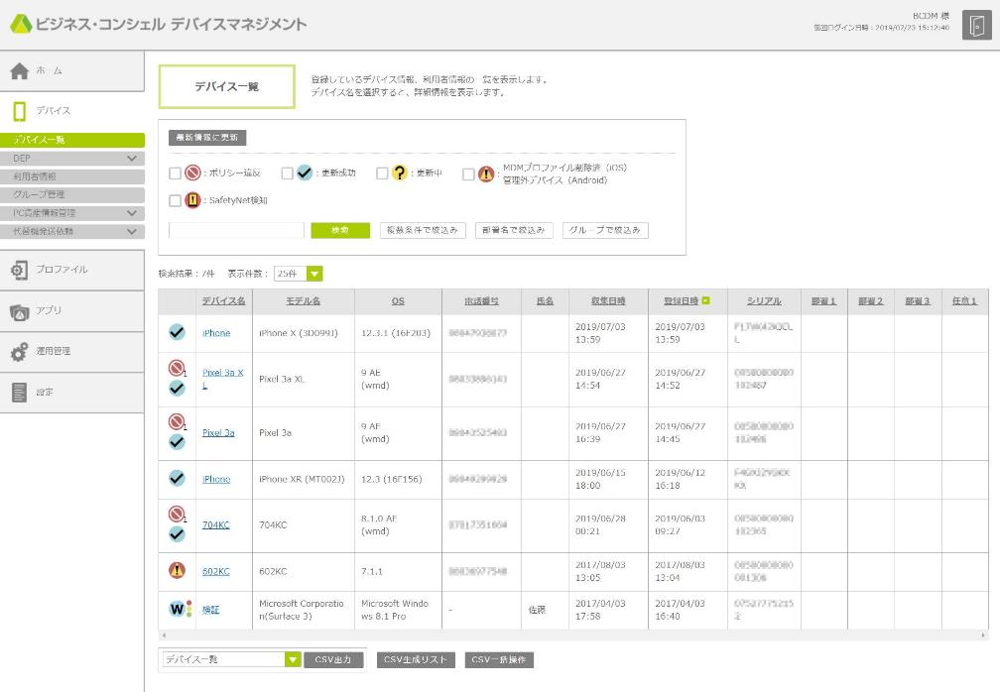 ビジネス・コンシェル デバイスマネジメント
BCDM 様
前回ログイン日時:2019/07/23 15:12:40
ホーム
デバイス
デバイス一覧
DEP
利用者情報
グループ管理
PC資産情報管理
代替機発送依頼
プロファイル
アプリ
運用管理
設定
デバイス一覧
登録しているデバイス情報、利用者情報の一覧を表示します。
デバイス名を選択すると、詳細情報を表示します。
最新情報に更新
:ポリシー違反 :更新成功 :更新中 :MDMプロファイル削除済(iOS)
管理外デバイス(Android)
:SafetyNet検知
検索 複数条件で絞込み 部署名で絞込み グループで絞込み
検索結果:7件 表示件数: 25件
デバイス名 モデル名 OS 電話番号 氏名 収集日時 登録日時 シリアル 部署1 部署2 部署3 任意1
iPhone iPhone X (3D099J) 12.3.1 (16F203) 2019/07/03 2019/07/03
13:59 13:59
1 Pixel 3a X Pixel 3a XL 9 AE 2019/06/27 2019/06/27
L (wmd) 14:54 14:52
1 Pixel 3a Pixel 3a 9 AE 2019/06/27 2019/06/27
(wmd) 16:39 14:45
iPhone iPhone XR (MT002J) 12.3 (16F156) 2019/06/15 2019/06/12
18:00 16:18
1 704KC 704KC 8.1.0 AE 2019/06/28 2019/06/03
(wmd) 00:21 09:27
602KC 602KC 7.1.1 2017/08/03 2017/08/03
13:05 13:04
W 検証 Microsoft Corporatio Microsoft Windo - 佐藤 2017/04/03 2017/04/03
n(Surface 3) ws 8.1 Pro 17:58 16:40
デバイス一覧 CSV出力 CSV生成リスト CSV一括操作